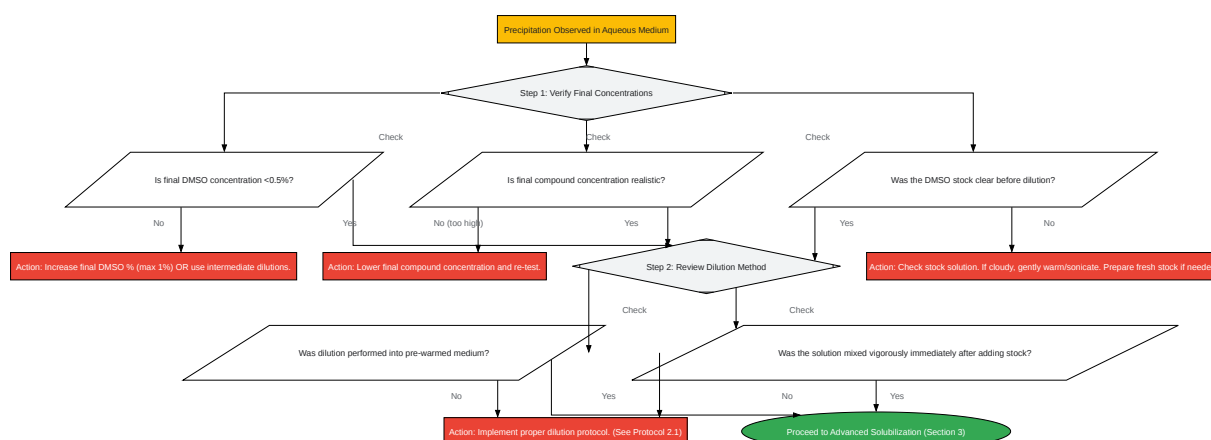 Precipitation Observed in Aqueous Medium
Step 1: Verify Final Concentrations
Check
Check
Check
Is final DMSO concentration <0.5%?
Is final compound concentration realistic?
Was the DMSO stock clear before dilution?
No
Yes
No (too high)
Yes
Yes
No
Action: Increase final DMSO % (max 1%) OR use intermediate dilutions.
Action: Lower final compound concentration and re-test.
Step 2: Review Dilution Method
Action: Check stock solution. If cloudy, gently warm/sonicate. Prepare fresh stock if neede
Check
Check
Was dilution performed into pre-warmed medium?
Was the solution mixed vigorously immediately after adding stock?
No
Yes
No
Yes
Action: Implement proper dilution protocol. (See Protocol 2.1)
Proceed to Advanced Solubilization (Section 3)